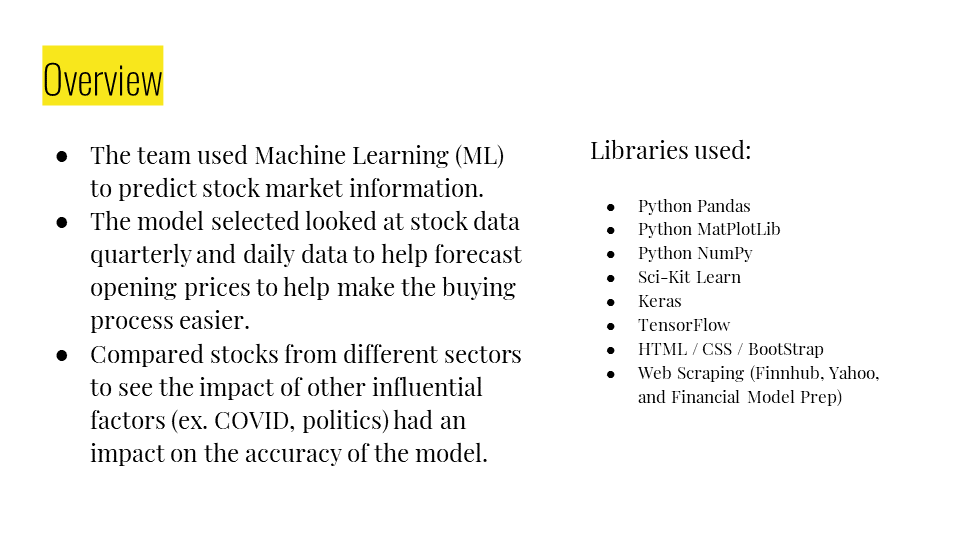 Overview
● The team used Machine Learning (ML)
to predict stock market information.
● The model selected looked at stock data
quarterly and daily data to help forecast
opening prices to help make the buying
process easier.
● Compared stocks from different sectors
to see the impact of other influential
factors (ex. COVID, politics) had an
impact on the accuracy of the model.
Libraries used:
● Python Pandas
● Python MatPlotLib
● Python NumPy
● Sci-Kit Learn
● Keras
● TensorFlow
● HTML / CSS / BootStrap
● Web Scraping (Finnhub, Yahoo,
and Financial Model Prep)